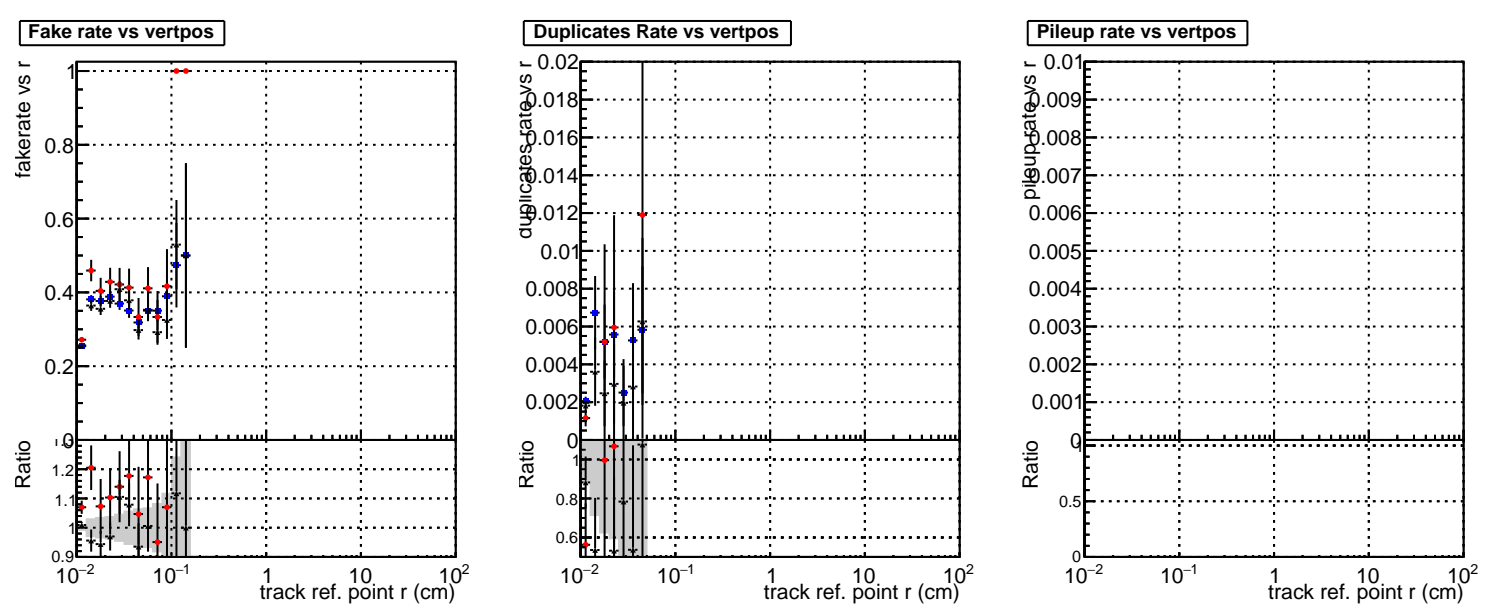 Fake rate vs vertpos
fakerate vs r
1
0.8
0.6
0.4
0.2
0
Ratio
1.3
1.2
1.1
1
0.9
10−2 10−1 1 10 102
track ref. point r (cm)
Duplicates Rate vs vertpos
duplicates rate vs r
0.02
0.018
0.016
0.014
0.012
0.01
0.008
0.006
0.004
0.002
0
Ratio
1
0.8
0.6
10−2 10−1 1 10 102
track ref. point r (cm)
Pileup rate vs vertpos
pileup rate vs r
0.01
0.009
0.008
0.007
0.006
0.005
0.004
0.003
0.002
0.001
0
Ratio
1
0.5
0
10−2 10−1 1 10 102
track ref. point r (cm)